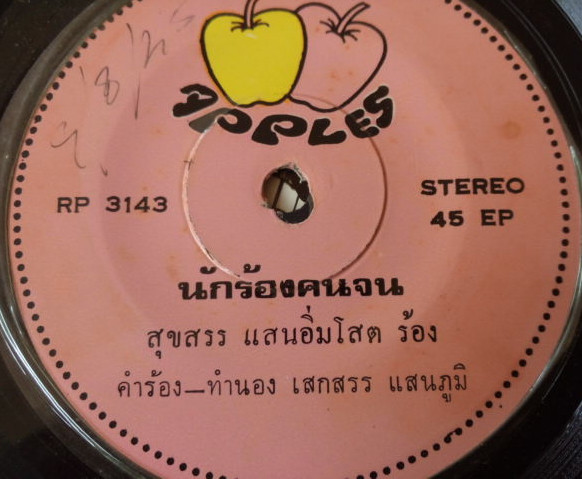 APPLES
RP 3143
STEREO
45 EP
นักร้องคนจน
สุขสรร แสนอิ่มโสต ร้อง
คำร้อง—ทำนอง เสกสรร แสนภูมิ